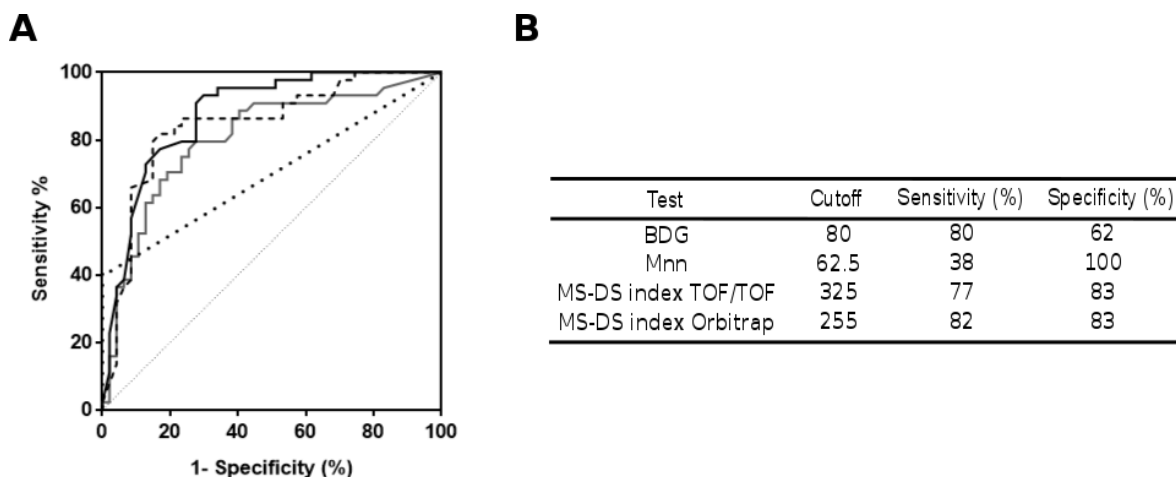 A
B
100
80
60
40
20
0
Sensitivity %
0 20 40 60 80 100
1- Specificity (%)
Test Cutoff Sensitivity (%) Specificity (%)
BDG 80 80 62
Mnn 62.5 38 100
MS-DS index TOF/TOF 325 77 83
MS-DS index Orbitrap 255 82 83